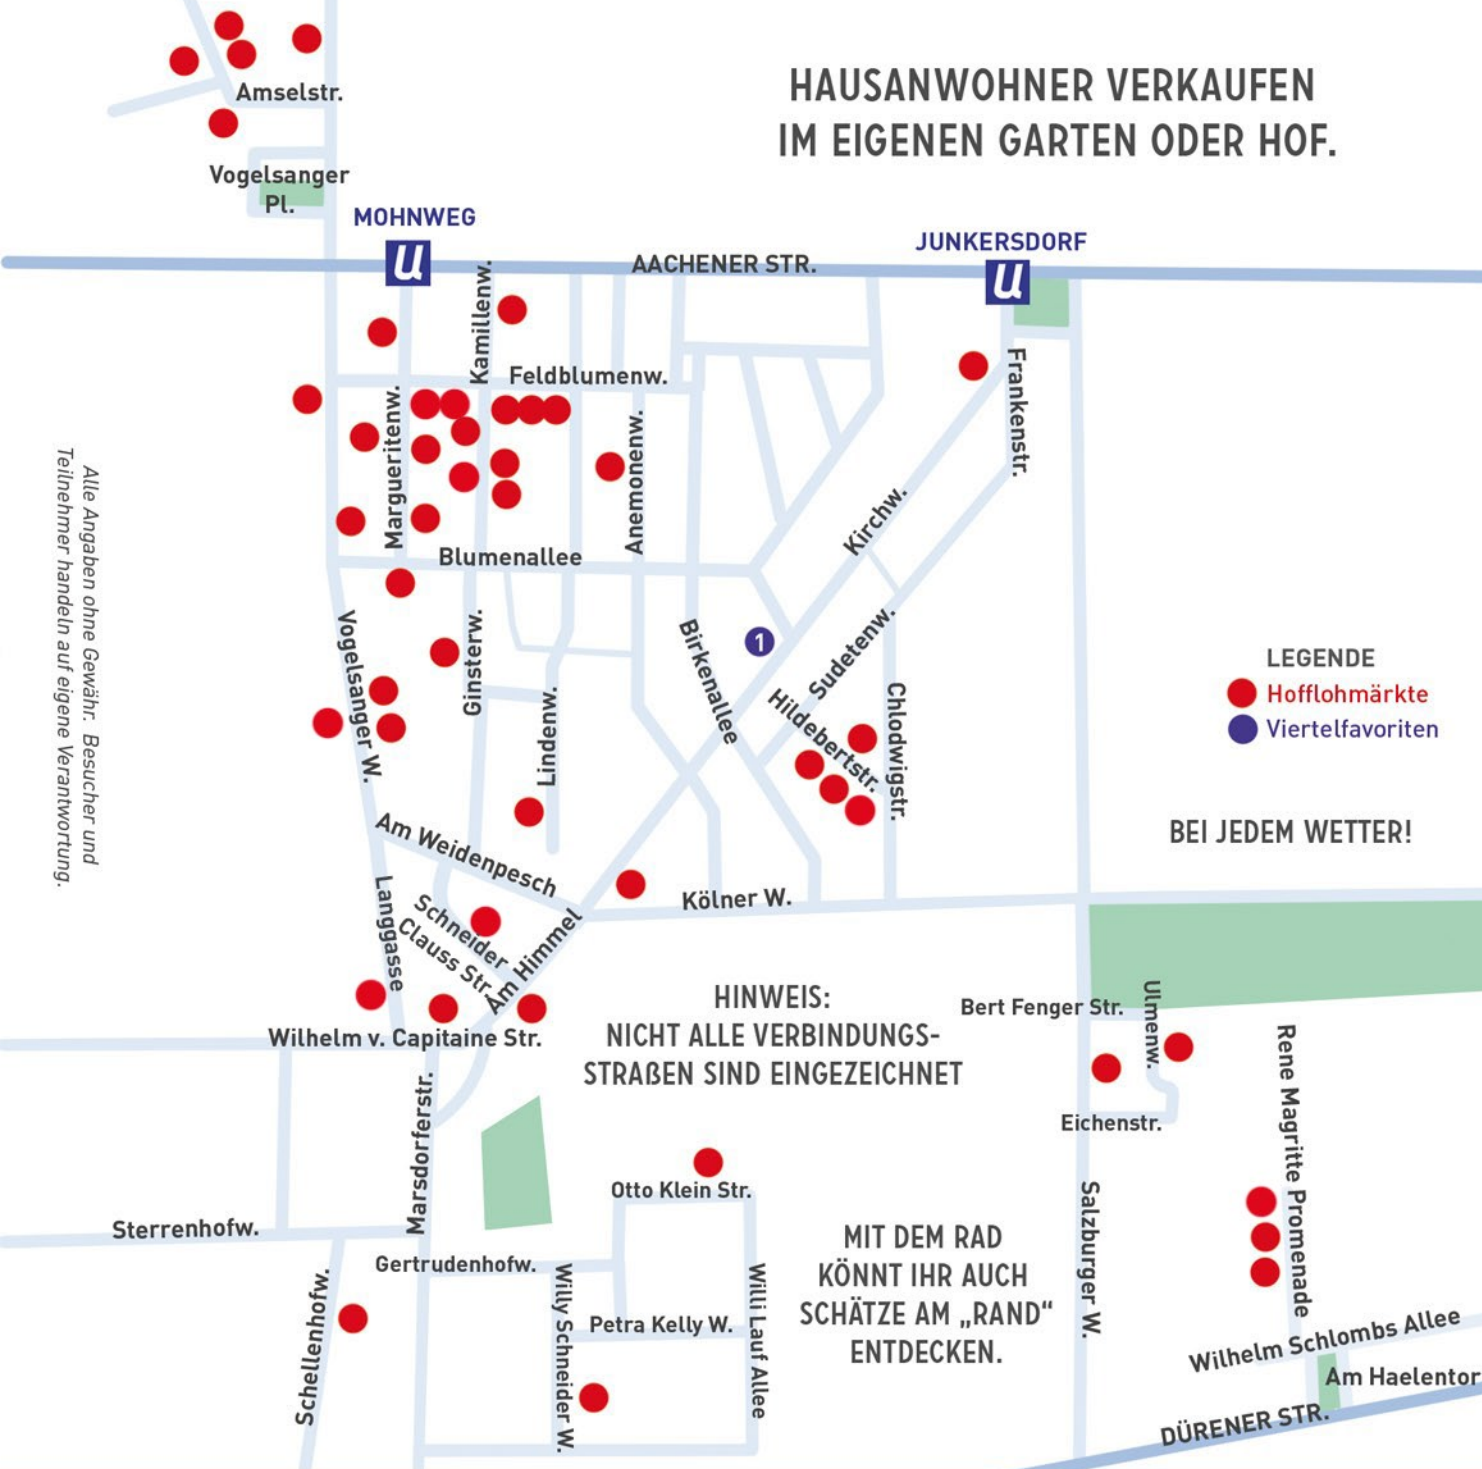 Amselstr.
HAUSANWOHNER VERKAUFEN
IM EIGENEN GARTEN ODER HOF.
Vogelsanger
Pl.
MOHNWEG
U
JUNKERSDORF
U
AACHENER STR.
Kamillenw.
Feldblumenw.
Frankenstr.
Margueritenw.
Anemonenw.
Kirchw.
Blumenallee
Alle Angaben ohne Gewähr. Besucher und
Teilnehmer handeln auf eigene Verantwortung.
Vogelsanger W.
Ginsterw.
Lindenw.
Birkenallee
1
Sudetenw.
Hildebertstr.
Chlodwigstr.
LEGENDE
Hofflohmärkte
Viertelfavoriten
BEI JEDEM WETTER!
Am Weidenpesch
Langgasse
Schneider
Clauss Str.
Am Himmel
Kölner W.
HINWEIS:
NICHT ALLE VERBINDUNGS-
STRAßEN SIND EINGEZEICHNET
Wilhelm v. Capitaine Str.
Bert Fenger Str.
Ulmenw.
Eichenstr.
Rene Magritte Promenade
Marsdorferstr.
Otto Klein Str.
Sterrenhofw.
Gertrudenhofw.
Schellenhofw.
Willy Schneider W.
Petra Kelly W.
Willi Lauf Allee
MIT DEM RAD
KÖNNT IHR AUCH
SCHÄTZE AM „RAND“
ENTDECKEN.
Salzburger W.
Wilhelm Schlombs Allee
Am Haelentor
DÜRENER STR.